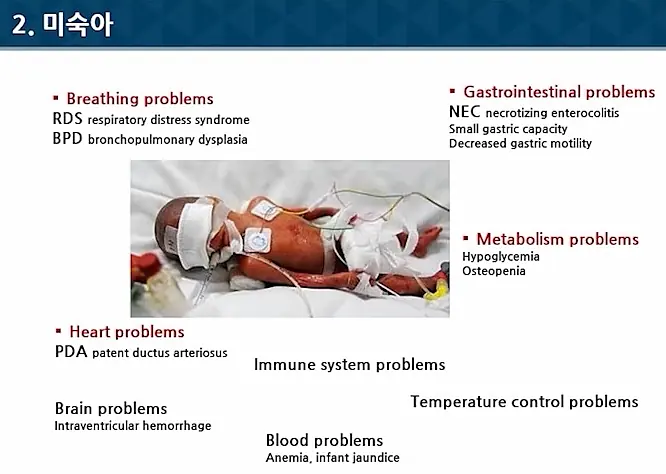 2. 미숙아
▪ Breathing problems
RDS respiratory distress syndrome
BPD bronchopulmonary dysplasia
▪ Gastrointestinal problems
NEC necrotizing enterocolitis
Small gastric capacity
Decreased gastric motility
▪ Metabolism problems
Hypoglycemia
Osteopenia
▪ Heart problems
PDA patent ductus arteriosus
Immune system problems
Temperature control problems
Brain problems
Intraventricular hemorrhage
Blood problems
Anemia, infant jaundice